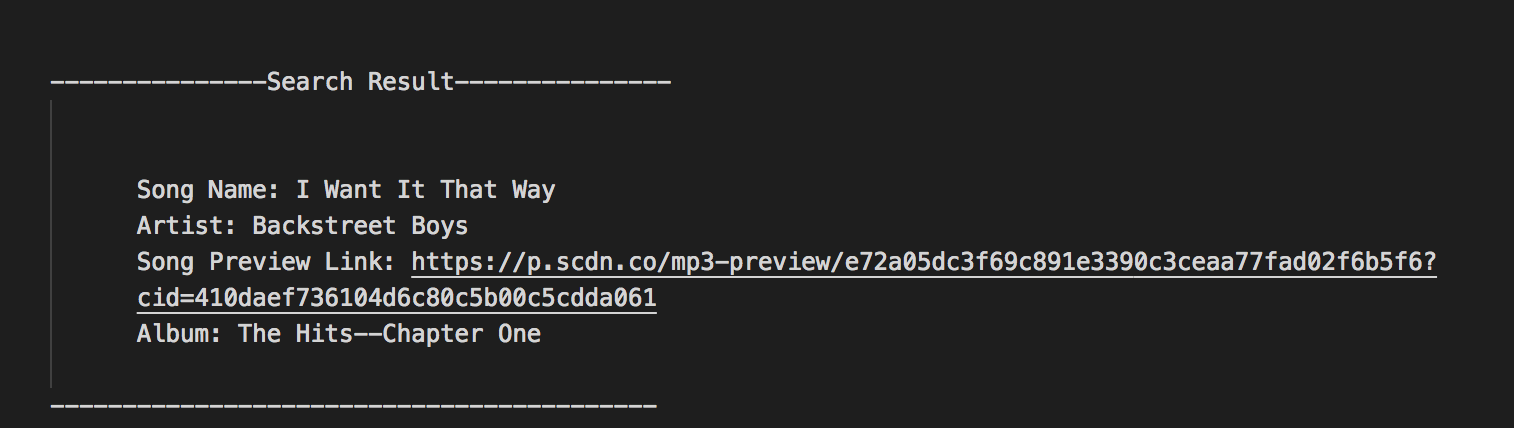 ---------------Search Result---------------
Song Name: I Want It That Way
Artist: Backstreet Boys
Song Preview Link: https://p.scdn.co/mp3-preview/e72a05dc3f69c891e3390c3ceaa77fad02f6b5f6?
cid=410daef736104d6c80c5b00c5cdda061
Album: The Hits--Chapter One
------------------------------------------